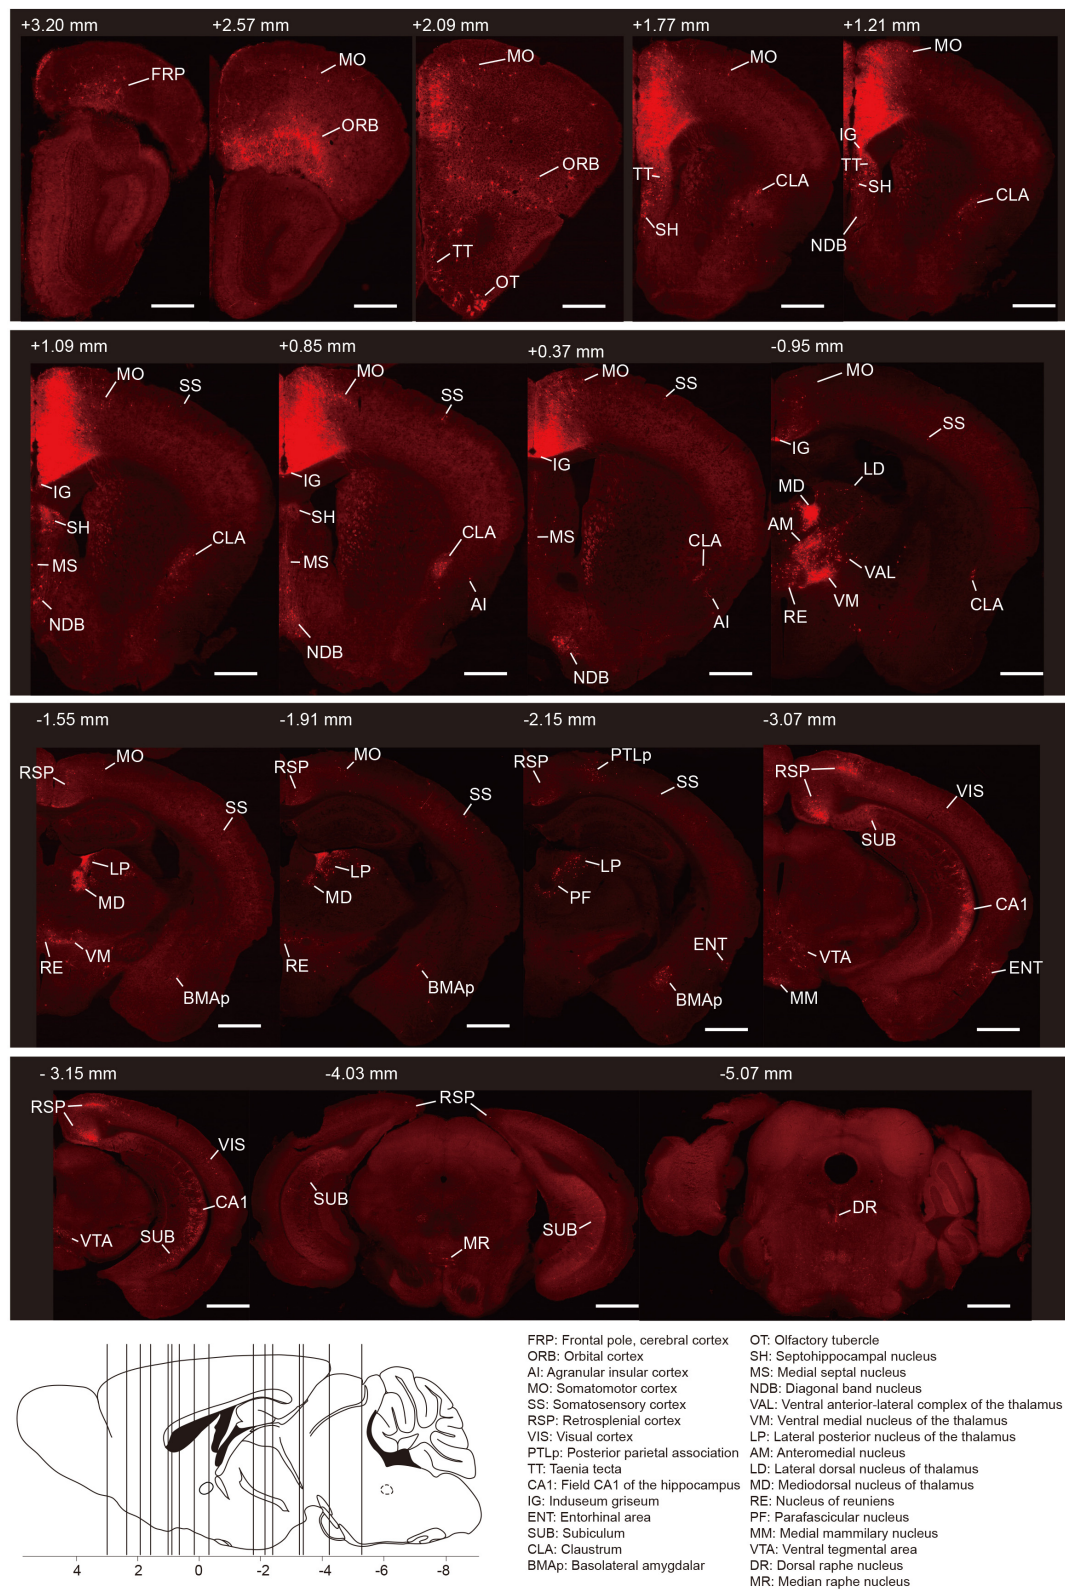 +3.20 mm +2.57 mm +2.09 mm +1.77 mm +1.21 mm
FRP
MO
ORB
MO
ORB
TT
OT
MO
TT
CLA
SH
MO
IG
TT
SH
CLA
NDB
+1.09 mm +0.85 mm +0.37 mm -0.95 mm
MO
SS
IG
SH
CLA
MS
NDB
MO
SS
IG
SH
CLA
MS
AI
NDB
MO
SS
IG
MS
CLA
AI
NDB
MO
SS
IG
LD
MD
AM
VAL
VM
RE
CLA
-1.55 mm -1.91 mm -2.15 mm -3.07 mm
RSP
MO
SS
LP
MD
RE
VM
BMAp
RSP
MO
SS
LP
MD
RE
BMAp
RSP
PTLp
SS
LP
PF
ENT
BMAp
RSP
VIS
SUB
CA1
VTA
ENT
MM
- 3.15 mm -4.03 mm -5.07 mm
RSP
VIS
CA1
SUB
VTA
RSP
SUB
SUB
MR
DR
FRP: Frontal pole, cerebral cortex
ORB: Orbital cortex
AI: Agranular insular cortex
MO: Somatomotor cortex
SS: Somatosensory cortex
RSP: Retrosplenial cortex
VIS: Visual cortex
PTLp: Posterior parietal association
TT: Taenia tecta
CA1: Field CA1 of the hippocampus
IG: Induseum griseum
ENT: Entorhinal area
SUB: Subiculum
CLA: Claustrum
BMAp: Basolateral amygdalar
OT: Olfactory tubercle
SH: Septohippocampal nucleus
MS: Medial septal nucleus
NDB: Diagonal band nucleus
VAL: Ventral anterior-lateral complex of the thalamus
VM: Ventral medial nucleus of the thalamus
LP: Lateral posterior nucleus of the thalamus
AM: Anteromedial nucleus
LD: Lateral dorsal nucleus of thalamus
MD: Mediodorsal nucleus of thalamus
RE: Nucleus of reuniens
PF: Parafascicular nucleus
MM: Medial mammilary nucleus
VTA: Ventral tegmental area
DR: Dorsal raphe nucleus
MR: Median raphe nucleus
4 2 0 -2 -4 -6 -8